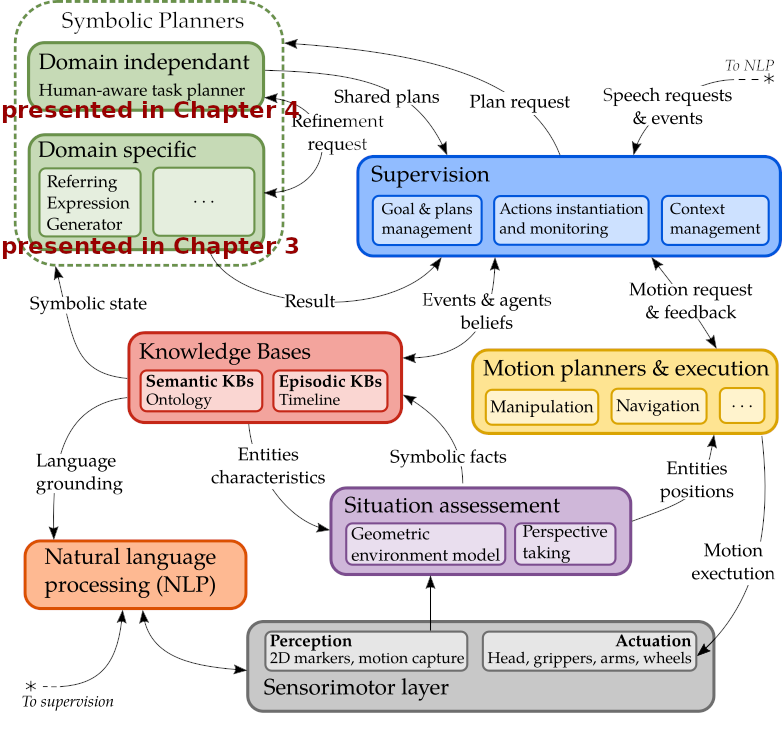 Symbolic Planners
Domain independant
Human-aware task planner
presented in Chapter 4
Domain specific
Referring
Expression
Generator
. . .
presented in Chapter 3
Shared plans
Refinement
request
Plan request
To NLP
*
Speech requests
& events
Supervision
Goal & plans
management
Actions instantiation
and monitoring
Context
management
Symbolic state
Result
Events & agents
beliefs
Motion request
& feedback
Knowledge Bases
Semantic KBs
Ontology
Episodic KBs
Timeline
Motion planners & execution
Manipulation
Navigation
. . .
Language
grounding
Entities
characteristics
Symbolic facts
Entities
positions
Situation assessement
Geometric
environment model
Perspective
taking
Natural language
processing (NLP)
Motion
exectution
Perception
2D markers, motion capture
Actuation
Head, grippers, arms, wheels
Sensorimotor layer
*
To supervision